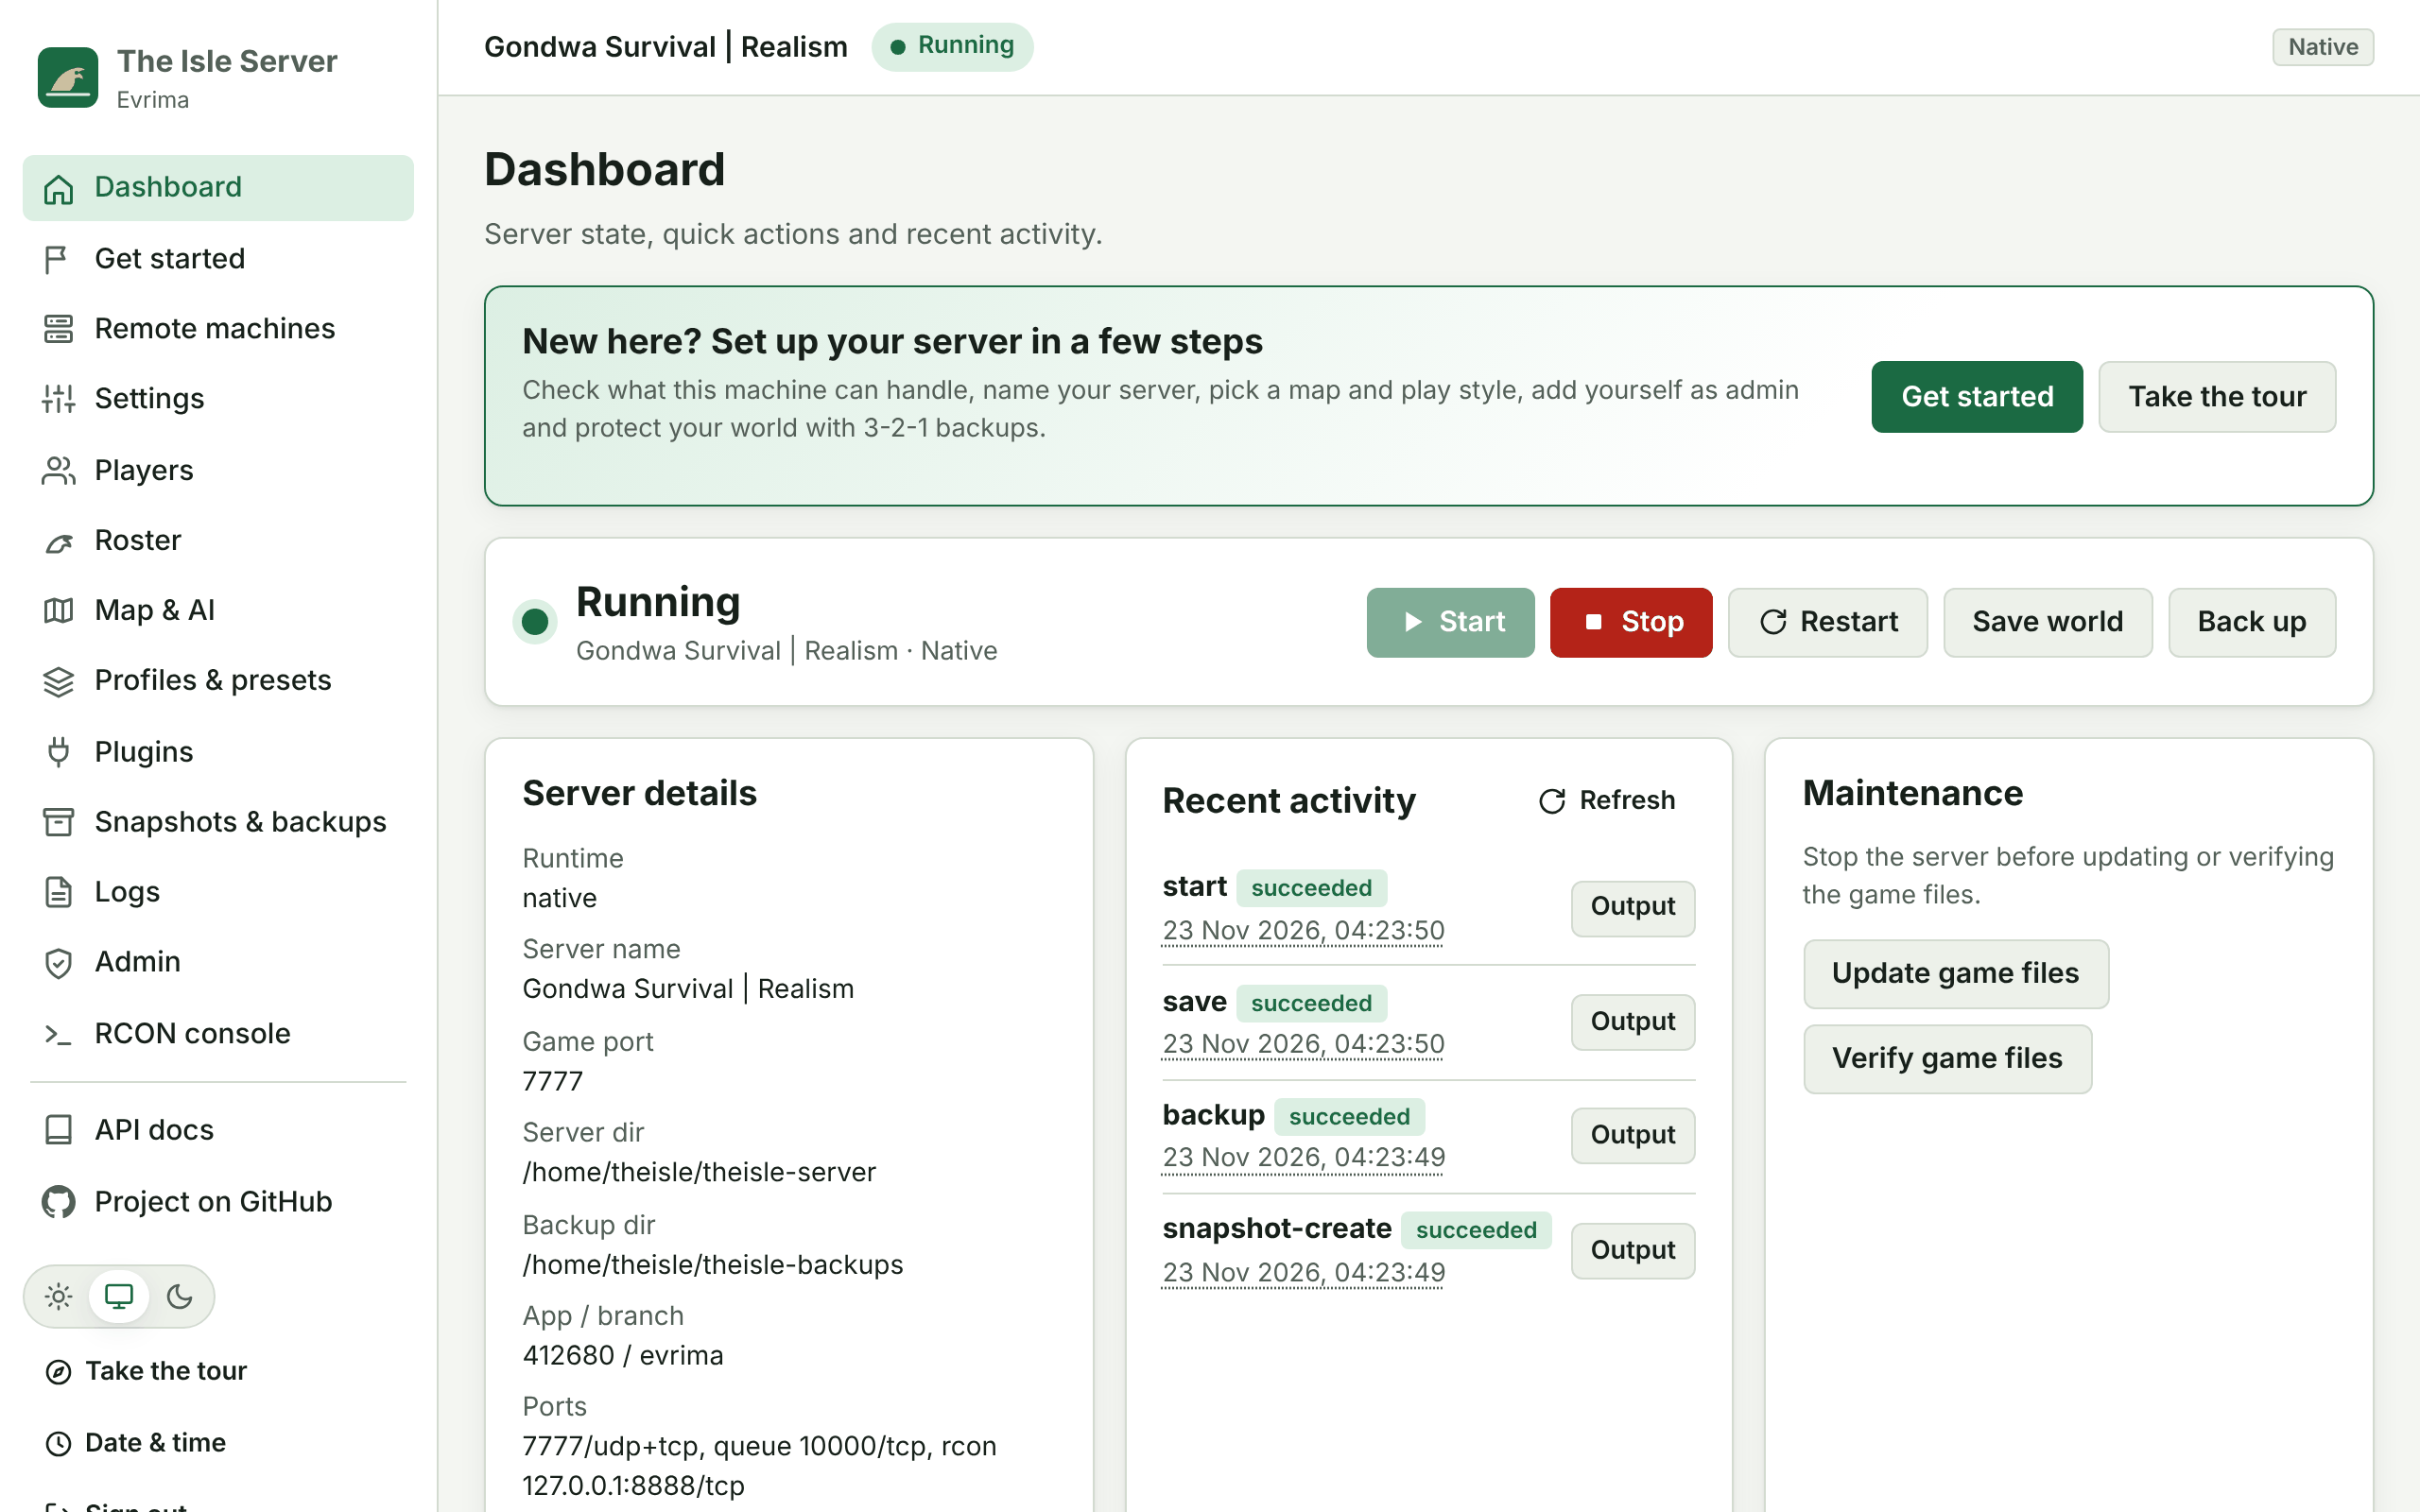 The Isle Server
Evrima
Dashboard
Get started
Remote machines
Settings
Players
Roster
Map & AI
Profiles & presets
Plugins
Snapshots & backups
Logs
Admin
RCON console
API docs
Project on GitHub
Take the tour
Date & time
Sign out
Gondwa Survival | Realism
Running
Native
Dashboard
Server state, quick actions and recent activity.
New here? Set up your server in a few steps
Check what this machine can handle, name your server, pick a map and play style, add yourself as admin
and protect your world with 3-2-1 backups.
Get started
Take the tour
Running
Gondwa Survival | Realism · Native
Start
Stop
Restart
Save world
Back up
Server details
Runtime
native
Server name
Gondwa Survival | Realism
Game port
7777
Server dir
/home/theisle/theisle-server
Backup dir
/home/theisle/theisle-backups
App / branch
412680 / evrima
Ports
7777/udp+tcp, queue 10000/tcp, rcon
127.0.0.1:8888/tcp
Recent activity
Refresh
start succeeded
23 Nov 2026, 04:23:50
Output
save succeeded
23 Nov 2026, 04:23:50
Output
backup succeeded
23 Nov 2026, 04:23:49
Output
snapshot-create succeeded
23 Nov 2026, 04:23:49
Output
Maintenance
Stop the server before updating or verifying
the game files.
Update game files
Verify game files